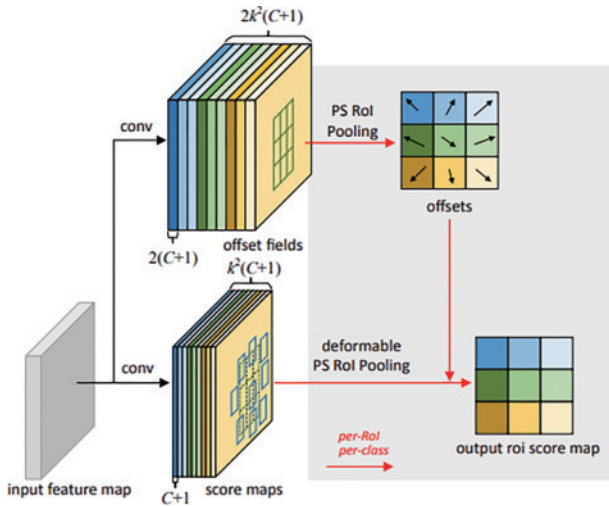 2k²(C+1)
conv
PS RoI
Pooling
offset fields
offsets
2(C+1)
k²(C+1)
conv
deformable
PS RoI Pooling
per-RoI
per-class
output roi score map
input feature map
C+1
score maps